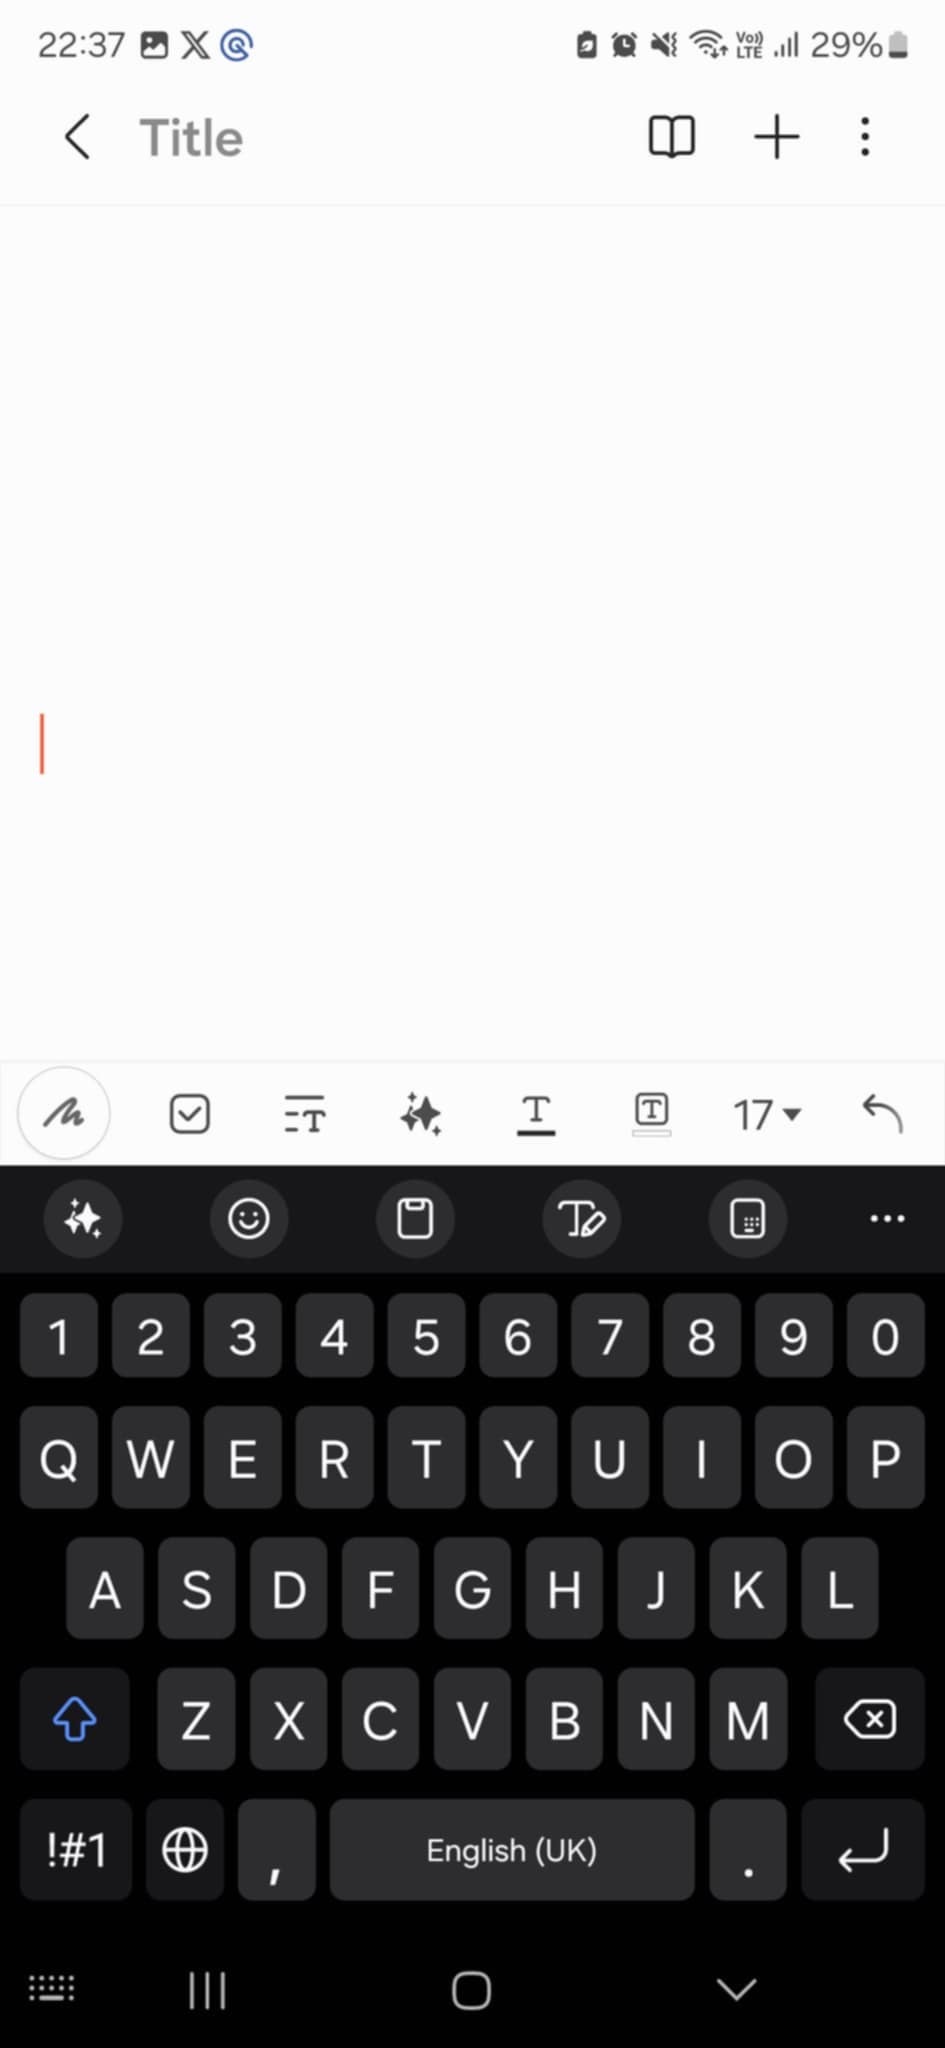 22:37
Vo)) LTE 29%
Title
17
1 2 3 4 5 6 7 8 9 0
Q W E R T Y U I O P
A S D F G H J K L
Z X C V B N M
!#1 , English (UK) .